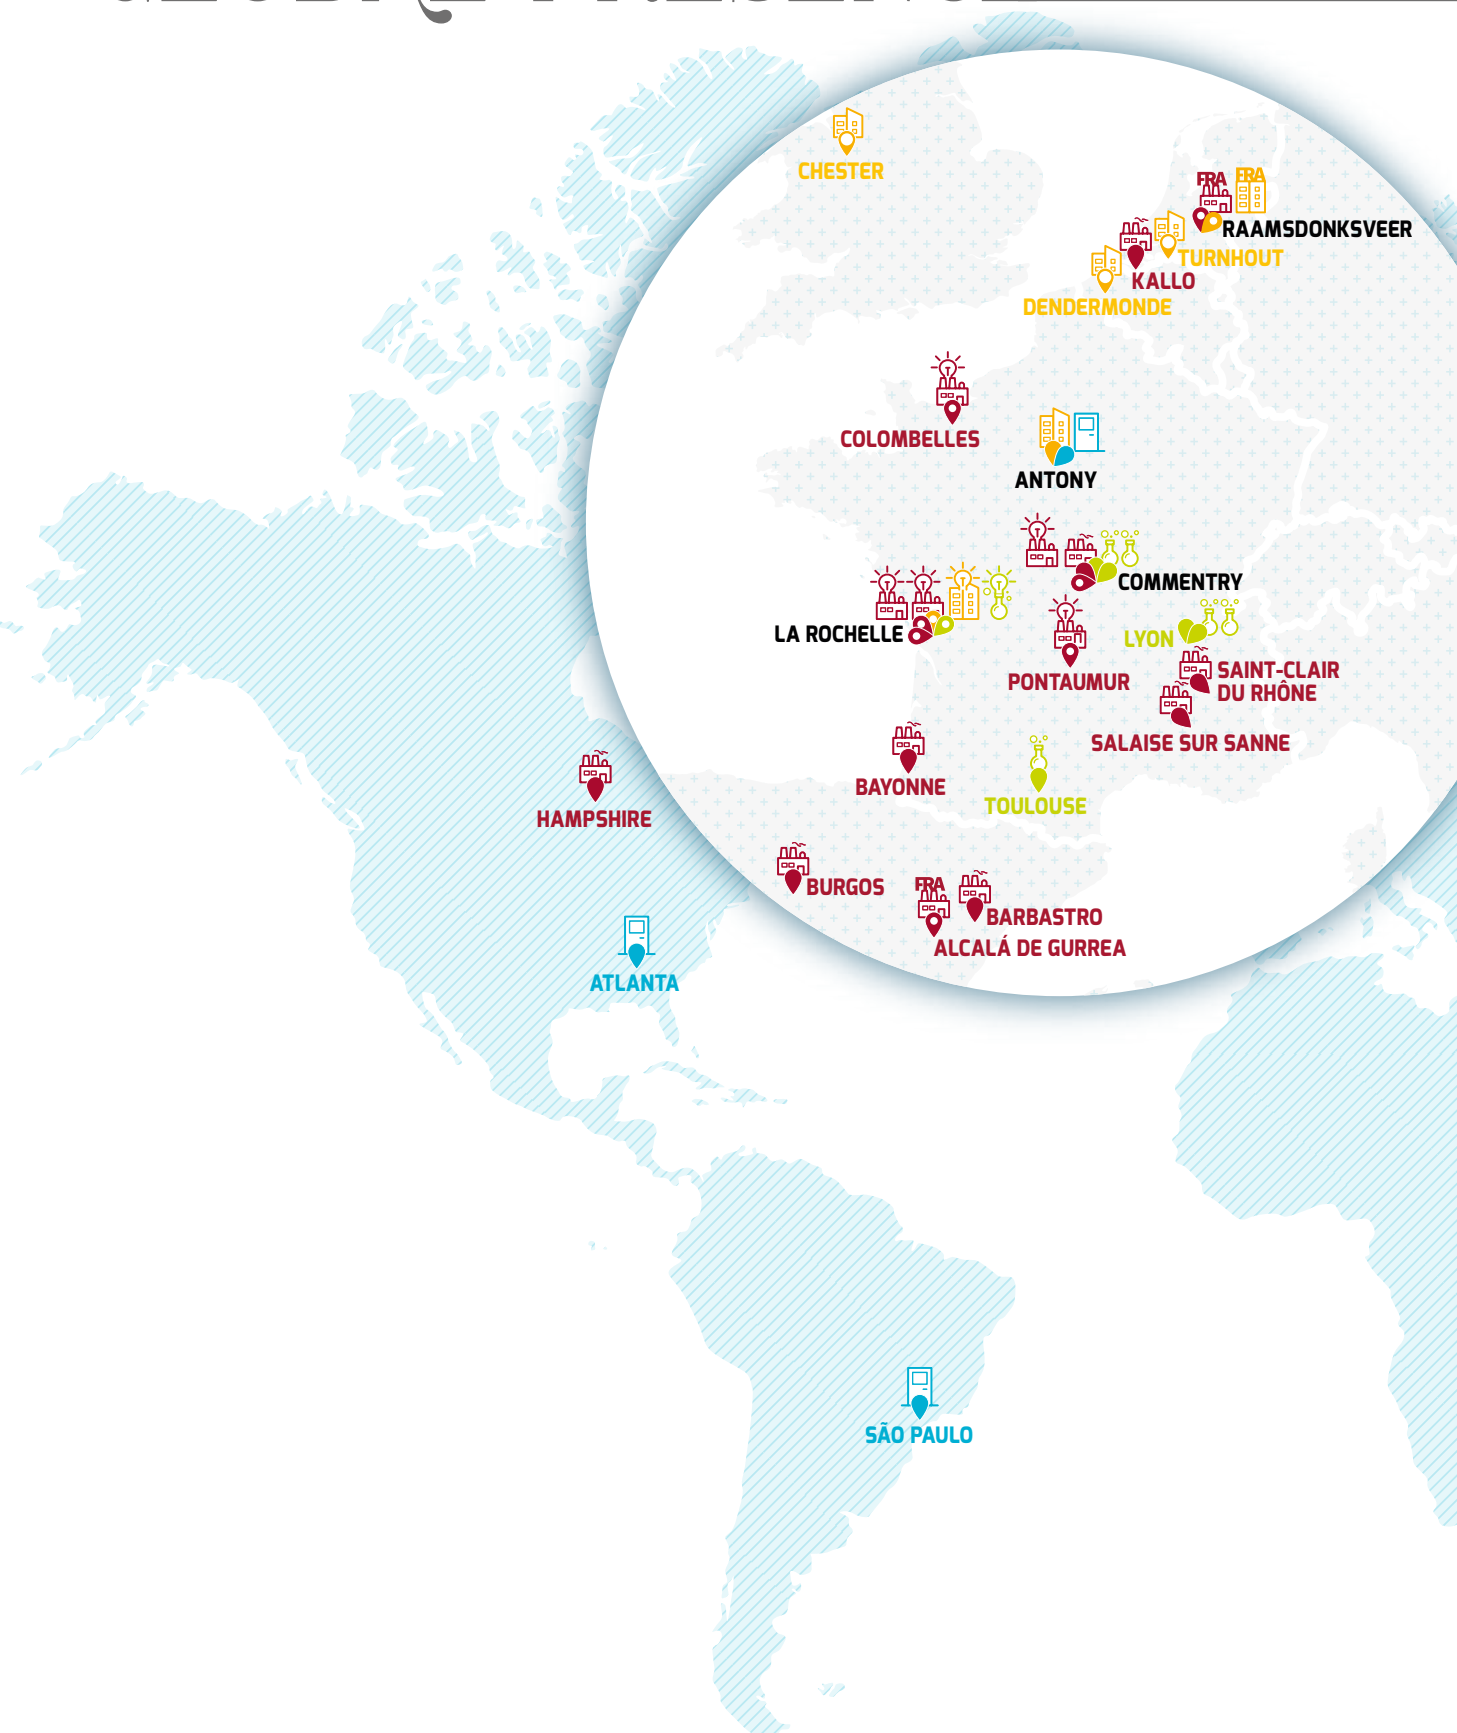 CHESTER
FRA FRA
RAAMSDONKSVEER
TURNHOUT
KALLO
DENDERMONDE
COLOMBELLES
ANTONY
COMMENTRY
LA ROCHELLE
LYON
PONTAUMUR
SAINT-CLAIR
DU RHÔNE
SALAISE SUR SANNE
BAYONNE
TOULOUSE
HAMPSHIRE
BURGOS
FRA
BARBASTRO
ALCALÁ DE GURREA
ATLANTA
SÃO PAULO